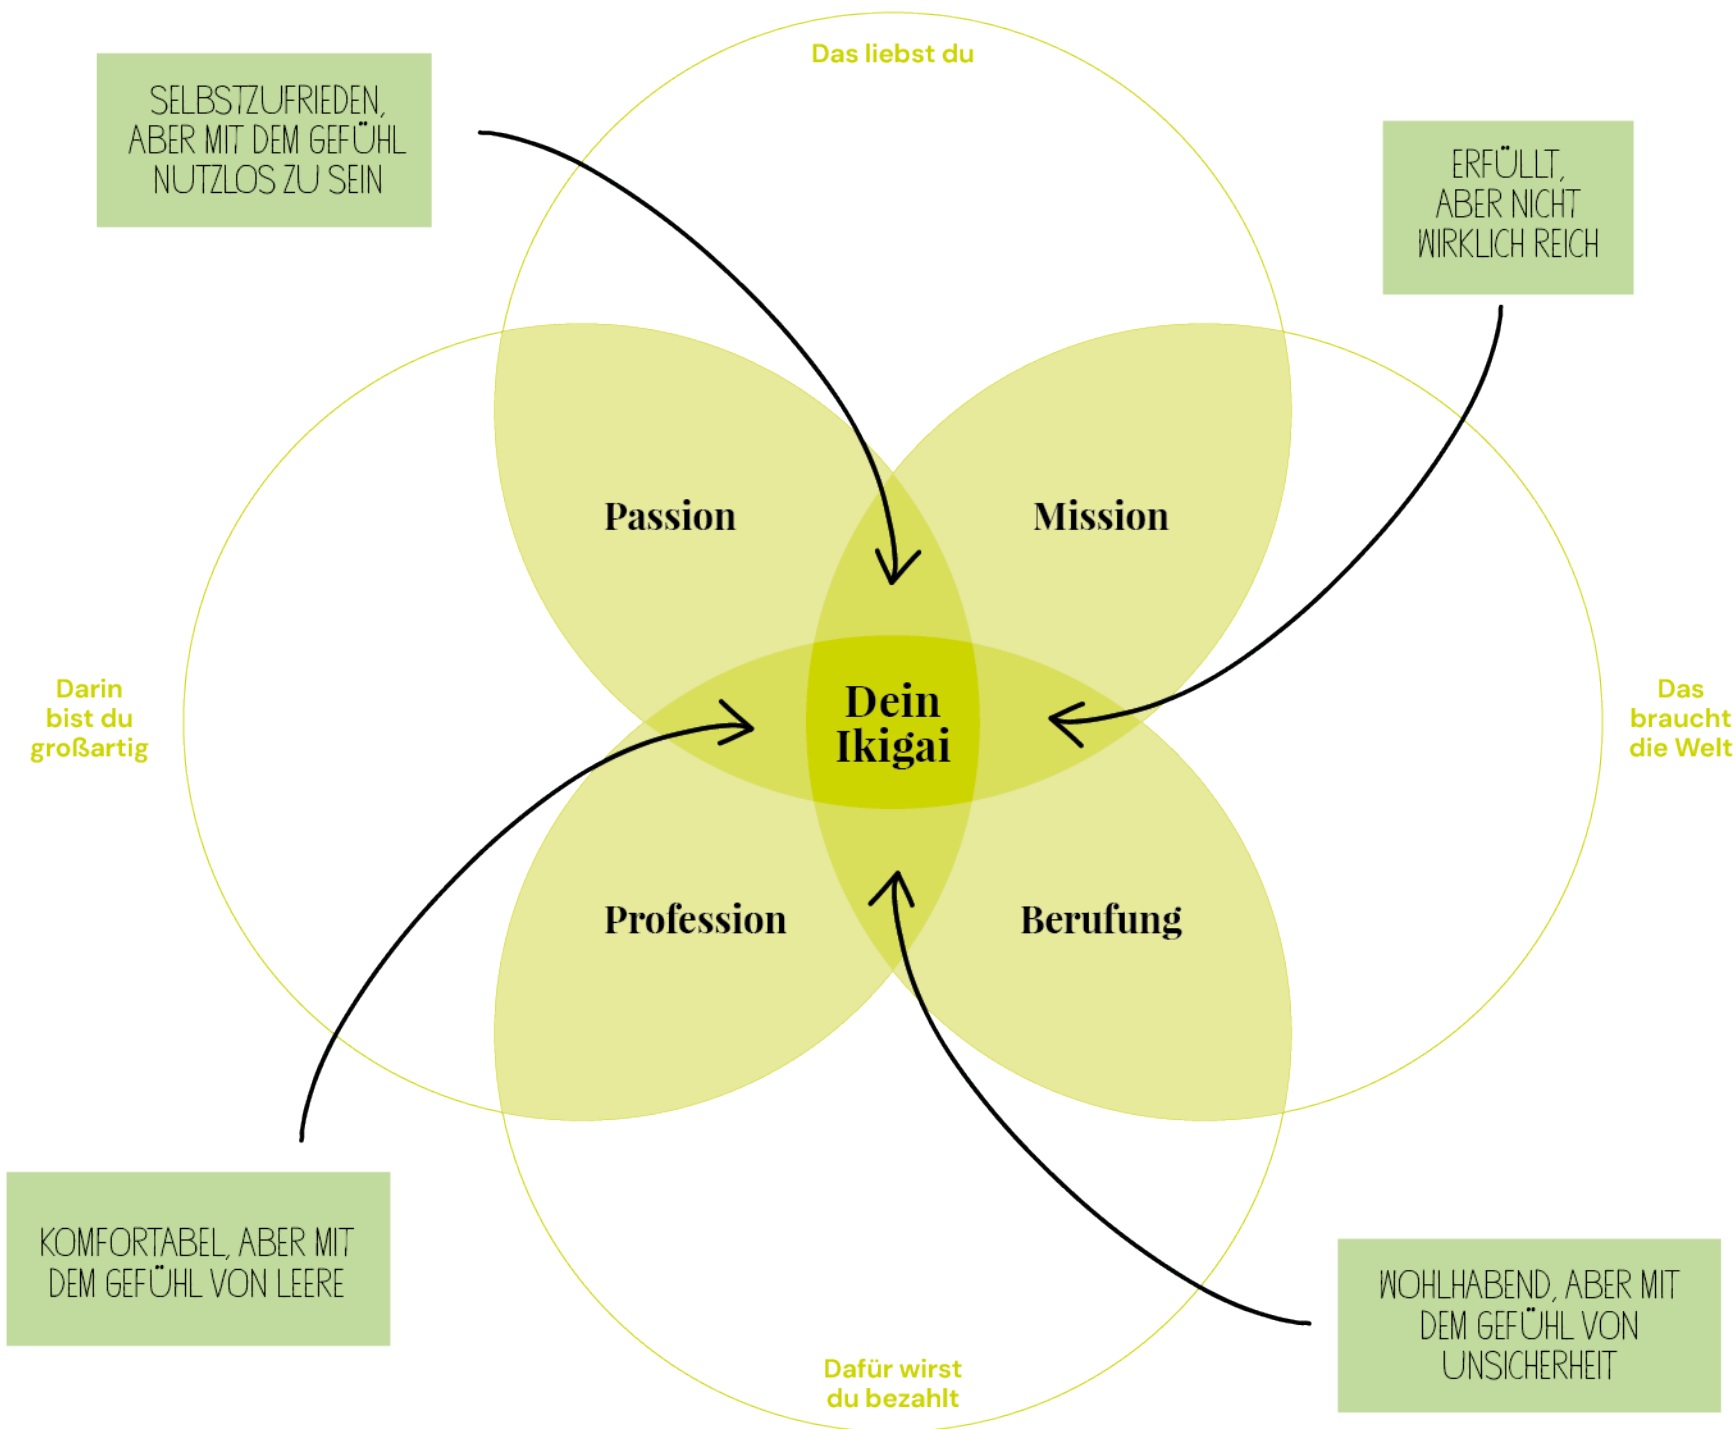 Das liebst du
SELBSTZUFRIEDEN,
ABER MIT DEM GEFÜHL
NUTZLOS ZU SEIN
ERFÜLLT,
ABER NICHT
WIRKLICH REICH
Passion
Mission
Darin
bist du
großartig
Dein
Ikigai
Das
braucht
die Welt
Profession
Berufung
KOMFORTABEL, ABER MIT
DEM GEFÜHL VON LEERE
WOHLHABEND, ABER MIT
DEM GEFÜHL VON
UNSICHERHEIT
Dafür wirst
du bezahlt